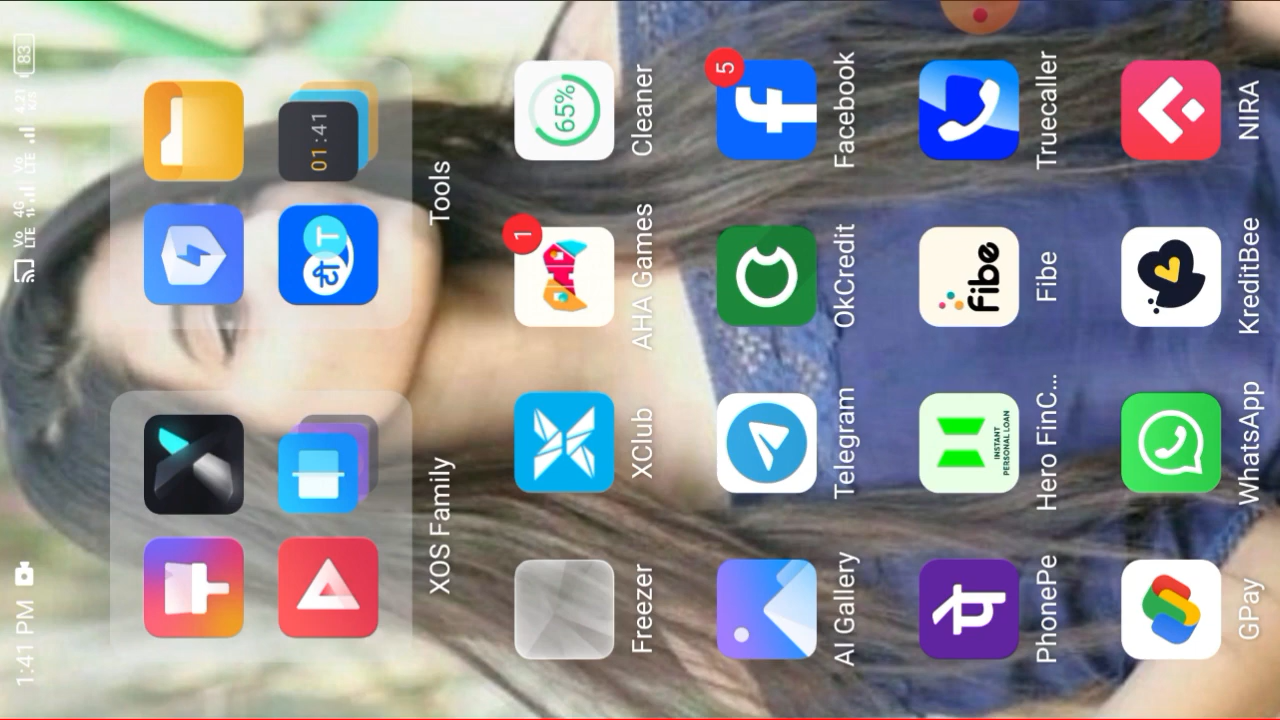 1:41 PM
Vo
LTE
4G
Vo
LTE
4.21
K/S
83
01:41
XOS Family
Tools
65%
1
Freezer
XClub
AHA Games
Cleaner
5
AI Gallery
Telegram
OkCredit
Facebook
INSTANT
PERSONAL LOAN
fibe
PhonePe
Hero FinC...
Fibe
Truecaller
GPay
WhatsApp
KreditBee
NIRA